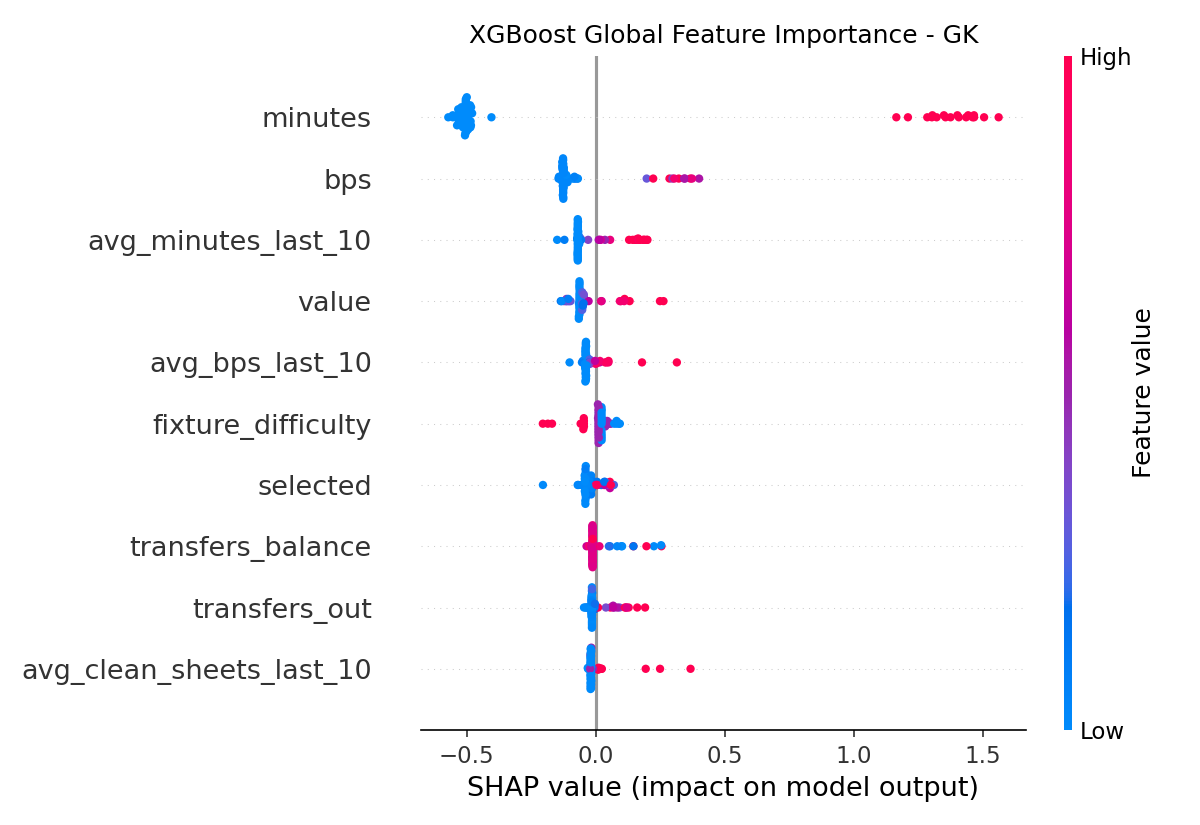 XGBoost Global Feature Importance - GK
High
minutes
bps
avg_minutes_last_10
value
avg_bps_last_10
fixture_difficulty
selected
transfers_balance
transfers_out
avg_clean_sheets_last_10
Feature value
Low
−0.5 0.0 0.5 1.0 1.5
SHAP value (impact on model output)